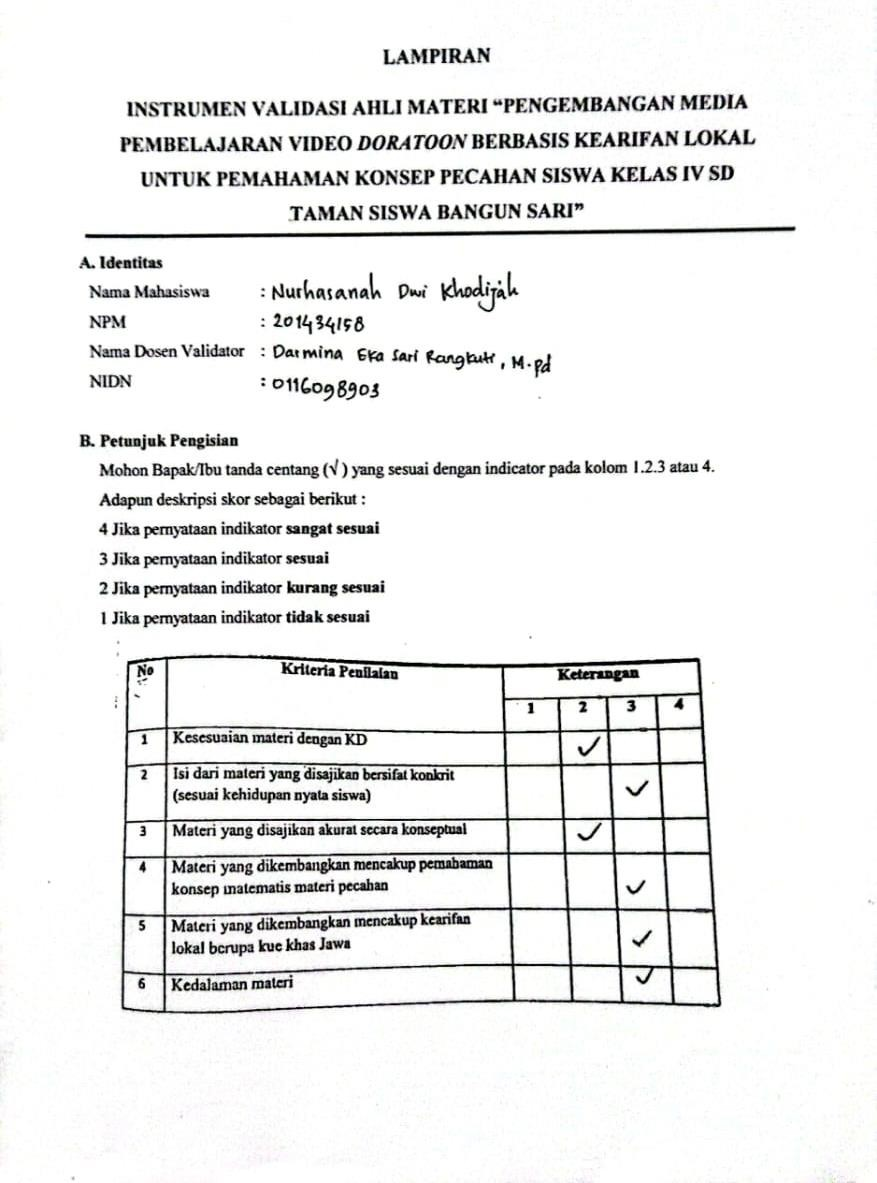 LAMPIRAN
INSTRUMEN VALIDASI AHLI MATERI “PENGEMBANGAN MEDIA
PEMBELAJARAN VIDEO DORATOON BERBASIS KEARIFAN LOKAL
UNTUK PEMAHAMAN KONSEP PECAHAN SISWA KELAS IV SD
TAMAN SISWA BANGUN SARI”
A. Identitas
Nama Mahasiswa : Nurhasanah Dwi Khodijah
NPM : 201434158
Nama Dosen Validator : Darmina Eka Sari Rangkuti, M.Pd
NIDN : 0116098903
B. Petunjuk Pengisian
Mohon Bapak/Ibu tanda centang (√ ) yang sesuai dengan indicator pada kolom 1.2.3 atau 4.
Adapun deskripsi skor sebagai berikut :
4 Jika pernyataan indikator sangat sesuai
3 Jika pernyataan indikator sesuai
2 Jika pernyataan indikator kurang sesuai
1 Jika pernyataan indikator tidak sesuai
No Kriteria Penilaian Keterangan
1 2 3 4
1 Kesesuaian materi dengan KD ✓
2 Isi dari materi yang disajikan bersifat konkrit
(sesuai kehidupan nyata siswa) ✓
3 Materi yang disajikan akurat secara konseptual ✓
4 Materi yang dikembangkan mencakup pemahaman
konsep matematis materi pecahan ✓
5 Materi yang dikembangkan mencakup kearifan
lokal berupa kue khas Jawa ✓
6 Kedalaman materi ✓